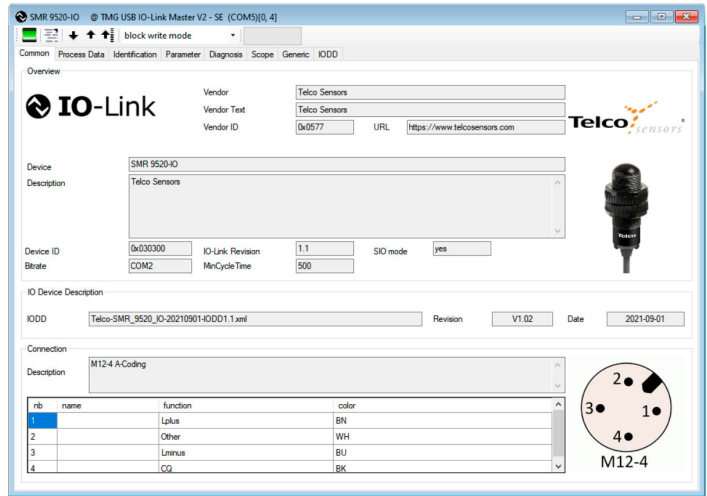 SMR 9520-IO @ TMG USB IO-Link Master V2 - SE (COM5)[0, 4]
block write mode
Common Process Data Identification Parameter Diagnosis Scope Generic IODD
Overview
IO-Link
Vendor Telco Sensors
Vendor Text Telco Sensors
Vendor ID 0x0577 URL https://www.telcosensors.com
Telco sensors
Device SMR 9520-IO
Description Telco Sensors
Telco
Device ID 0x030300 IO-Link Revision 1.1 SIO mode yes
Bitrate COM2 MinCycleTime 500
IO Device Description
IODD Telco-SMR_9520_IO-20210901-IODD1.1.xml Revision V1.02 Date 2021-09-01
Connection
Description M12-4 A-Coding
nb name function color
1 Lplus BN
2 Other WH
3 Lminus BU
4 CQ BK
2
3 1
4
M12-4